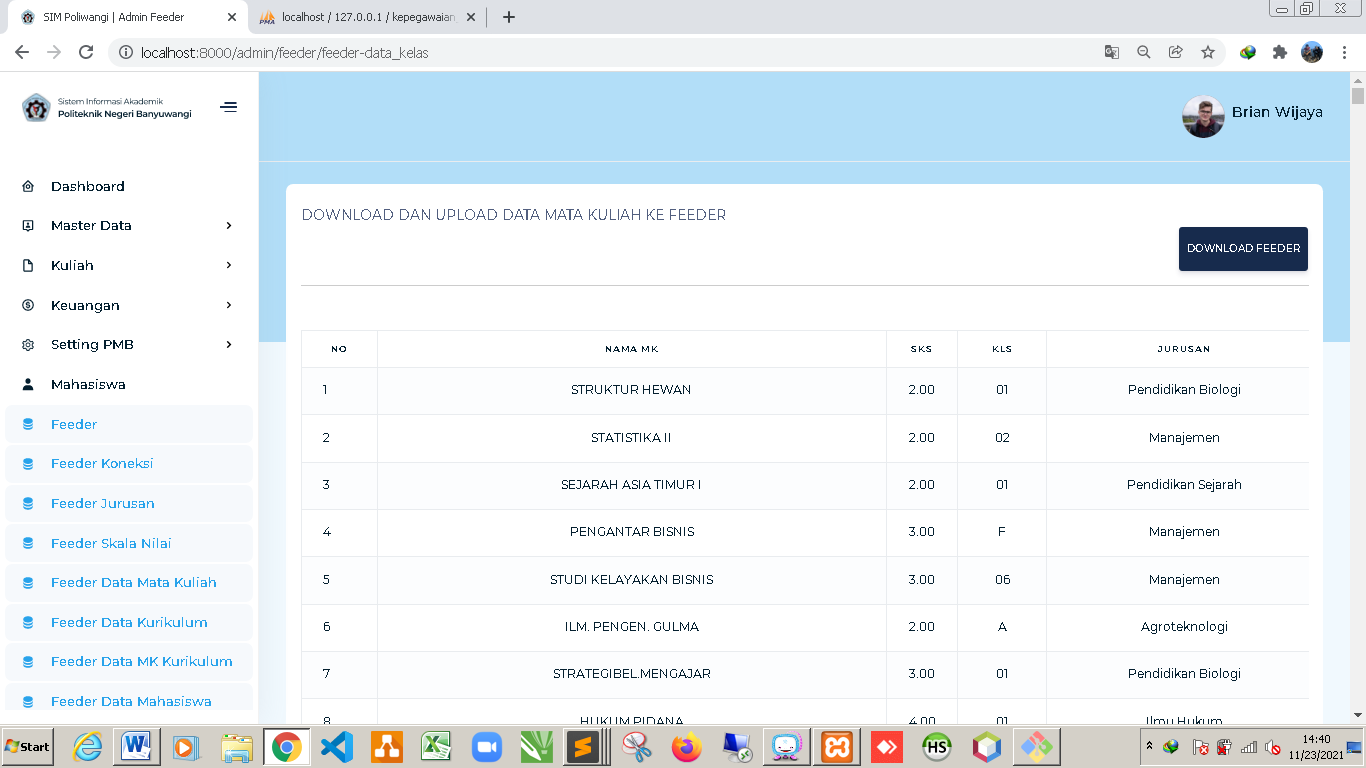 SIM Poliwangi | Admin Feeder
localhost / 127.0.0.1 / kepegawaian
localhost:8000/admin/feeder/feeder-data_kelas
Sistem Informasi Akademik
Politeknik Negeri Banyuwangi
Brian Wijaya
Dashboard
Master Data
Kuliah
Keuangan
Setting PMB
Mahasiswa
Feeder
Feeder Koneksi
Feeder Jurusan
Feeder Skala Nilai
Feeder Data Mata Kuliah
Feeder Data Kurikulum
Feeder Data MK Kurikulum
Feeder Data Mahasiswa
DOWNLOAD DAN UPLOAD DATA MATA KULIAH KE FEEDER
DOWNLOAD FEEDER
NO NAMA MK SKS KLS JURUSAN
1 STRUKTUR HEWAN 2.00 01 Pendidikan Biologi
2 STATISTIKA II 2.00 02 Manajemen
3 SEJARAH ASIA TIMUR I 2.00 01 Pendidikan Sejarah
4 PENGANTAR BISNIS 3.00 F Manajemen
5 STUDI KELAYAKAN BISNIS 3.00 06 Manajemen
6 ILM. PENGEN. GULMA 2.00 A Agroteknologi
7 STRATEGIBEL.MENGAJAR 3.00 01 Pendidikan Biologi
8 HUKUM PIDANA 4.00 01 Ilmu Hukum
Start
HS
14:40
11/23/2021